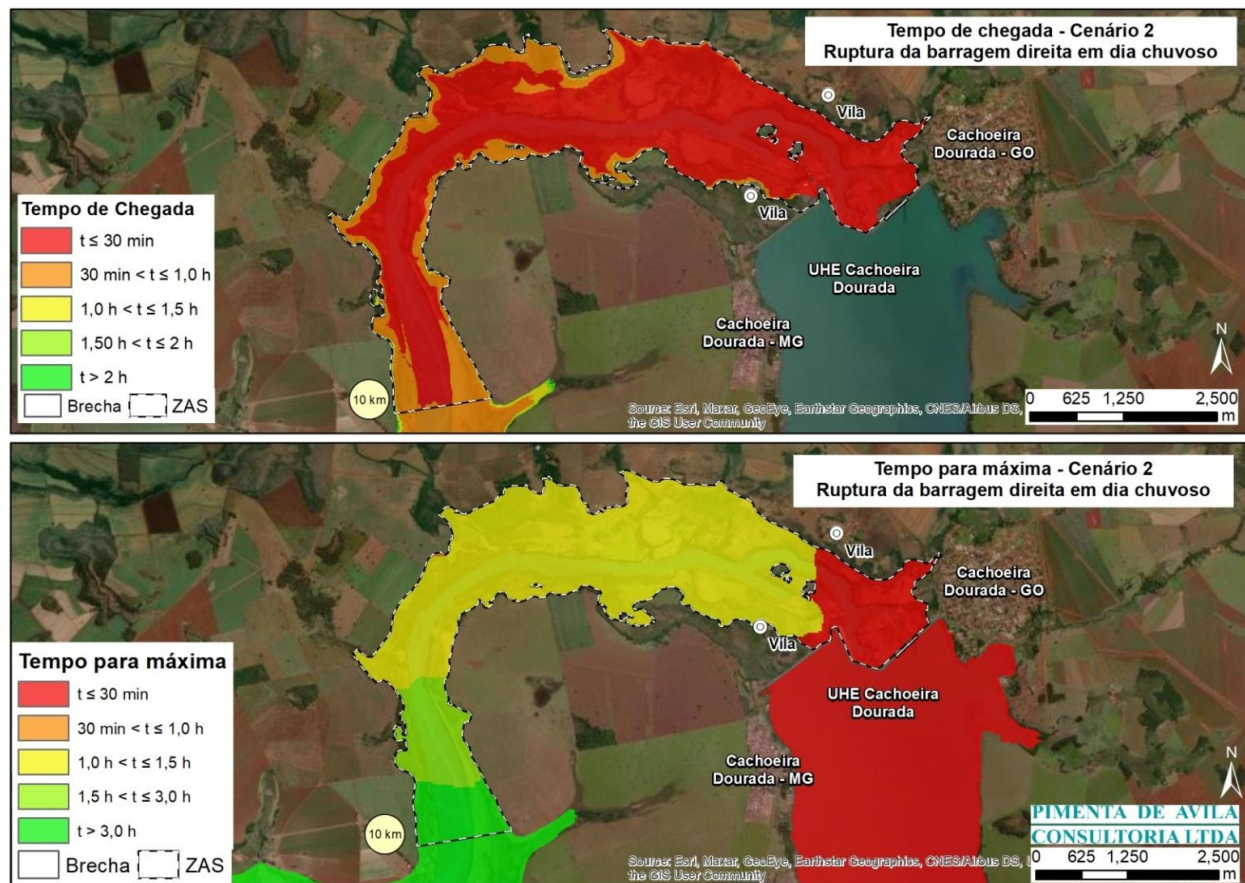 Tempo de chegada - Cenário 2
Ruptura da barragem direita em dia chuvoso
Vila
Cachoeira
Dourada - GO
Vila
UHE Cachoeira
Dourada
Cachoeira
Dourada - MG
Tempo de Chegada
t ≤ 30 min
30 min < t ≤ 1,0 h
1,0 h < t ≤ 1,5 h
1,50 h < t ≤ 2 h
t > 2 h
Brecha ZAS
10 km
N
Source: Esri, Maxar, GeoEye, Earthstar Geographics, CNES/Airbus DS,
the GIS User Community
0 625 1,250 2,500
m
Tempo para máxima - Cenário 2
Ruptura da barragem direita em dia chuvoso
Vila
Cachoeira
Dourada - GO
Vila
UHE Cachoeira
Dourada
Cachoeira
Dourada - MG
Tempo para máxima
t ≤ 30 min
30 min < t ≤ 1,0 h
1,0 h < t ≤ 1,5 h
1,5 h < t ≤ 3,0 h
t > 3,0 h
Brecha ZAS
10 km
N
PIMENTA DE AVILA
CONSULTORIA LTDA
Source: Esri, Maxar, GeoEye, Earthstar Geographics, CNES/Airbus DS,
the GIS User Community
0 625 1,250 2,500
m